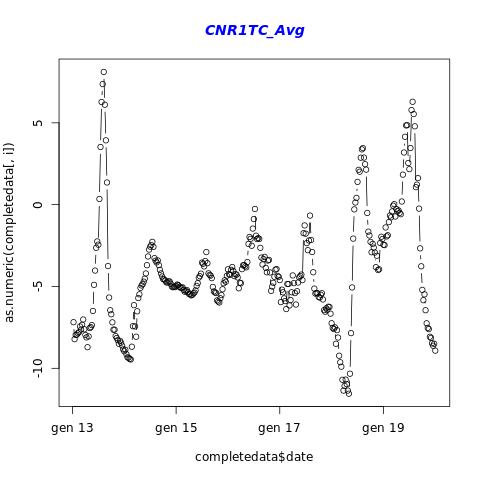 CNR1TC_Avg
as.numeric(completedata[, i])
5
0
-5
-10
gen 13
gen 15
gen 17
gen 19
completedata$date